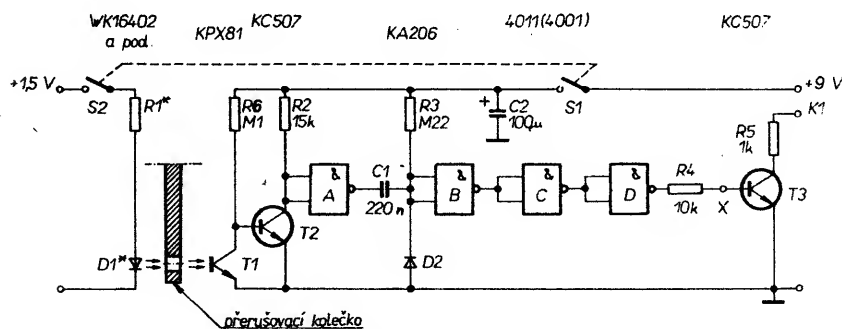 WK16402
a pod.
KPX81
KC507
KA206
4011(4001)
KC507
+1,5 V
S2
R1*
R6
M1
R2
15k
R3
M22
+
C2
100µ
S1
+9 V
K1
R5
1k
&
A
C1
220n
&
B
&
C
&
D
R4
10k
X
T3
T2
D1*
T1
D2
přerušovací kolečko